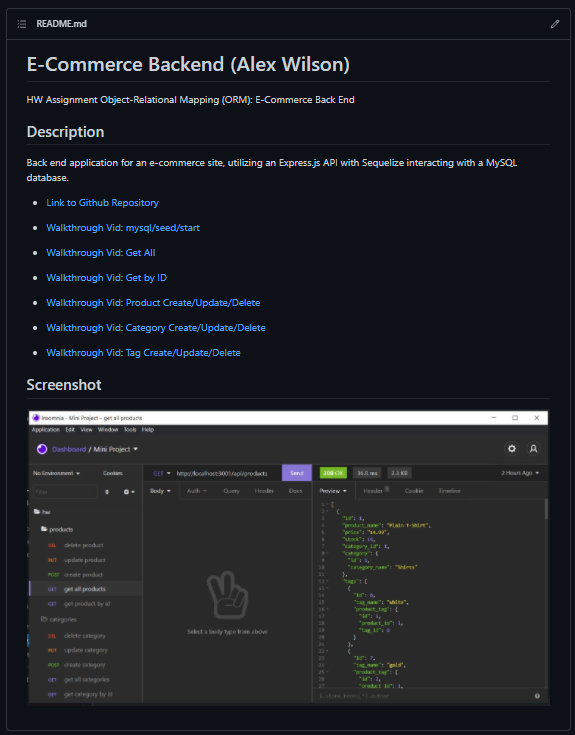 README.md
E-Commerce Backend (Alex Wilson)
HW Assignment Object-Relational Mapping (ORM): E-Commerce Back End
Description
Back end application for an e-commerce site, utilizing an Express.js API with Sequelize interacting with a MySQL
database.
Link to Github Repository
Walkthrough Vid: mysql/seed/start
Walkthrough Vid: Get All
Walkthrough Vid: Get by ID
Walkthrough Vid: Product Create/Update/Delete
Walkthrough Vid: Category Create/Update/Delete
Walkthrough Vid: Tag Create/Update/Delete
Screenshot
Insomnia - Mini Project – get all products
Application Edit View Window Tools Help
Dashboard / Mini Project
No Environment Cookies GET http://localhost:3001/api/products Send 200 OK 2.3 KB 2 Hours Ago
Filter Body Auth Query Header Docs Preview Header Cookie Timeline
hw
products
DEL delete product
PUT update product
POST create product
GET get all products
GET get product by id
categories
DEL delete category
PUT update category
POST create category
GET get all categories
GET get category by id
Select a body type from above
1 [
2 {
3 "id": 1,
4 "product_name": "Plain T-Shirt",
5 "price": "14.00",
6 "stock": 14,
7 "category_id": 1,
8 "category": {
9 "id": 1,
10 "category_name": "Shirts"
11 },
12 "tags": [
13 {
14 "id": 6,
15 "tag_name": "white",
16 "product_tag": {
17 "id": 1,
18 "product_id": 1,
19 "tag_id": 6
20 }
21 },
22 {
23 "id": 7,
24 "tag_name": "gold",
25 "product_tag": {
26 "id": 2,
27 "product_id": 1,